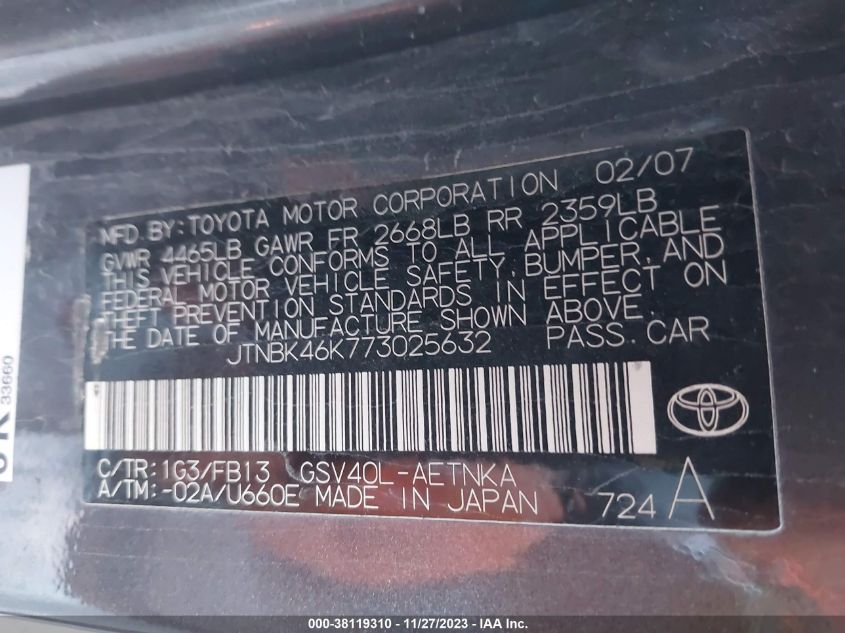 MFD BY:TOYOTA MOTOR CORPORATION 02/07
GVWR 4465LB GAWR FR 2668LB RR 2359LB
THIS VEHICLE CONFORMS TO ALL APPLICABLE
FEDERAL MOTOR VEHICLE SAFETY, BUMPER, AND
THEFT PREVENTION STANDARDS IN EFFECT ON
THE DATE OF MANUFACTURE SHOWN ABOVE.
JTNBK46K773025632 PASS.CAR
C/TR:1G3/FB13 GSV40L-AETNKA
A/TM:-02A/U660E MADE IN JAPAN 724 A
33660
000-38119310 - 11/27/2023 - IAA Inc.